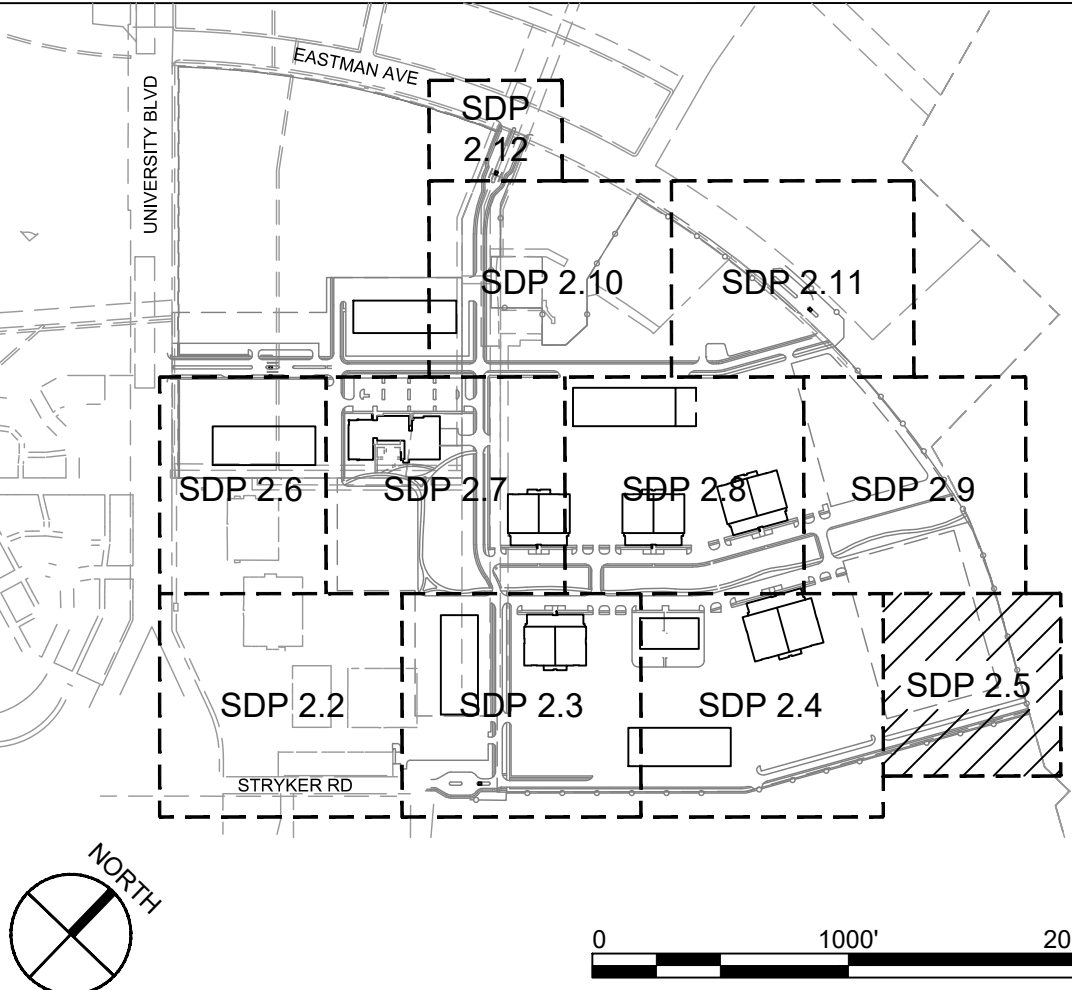 EASTMAN AVE
UNIVERSITY BLVD
SDP
2.12
SDP 2.10
SDP 2.11
SDP 2.6
SDP 2.7
SDP 2.8
SDP 2.9
SDP 2.2
SDP 2.3
SDP 2.4
SDP 2.5
STRYKER RD
NORTH
0 1000' 20